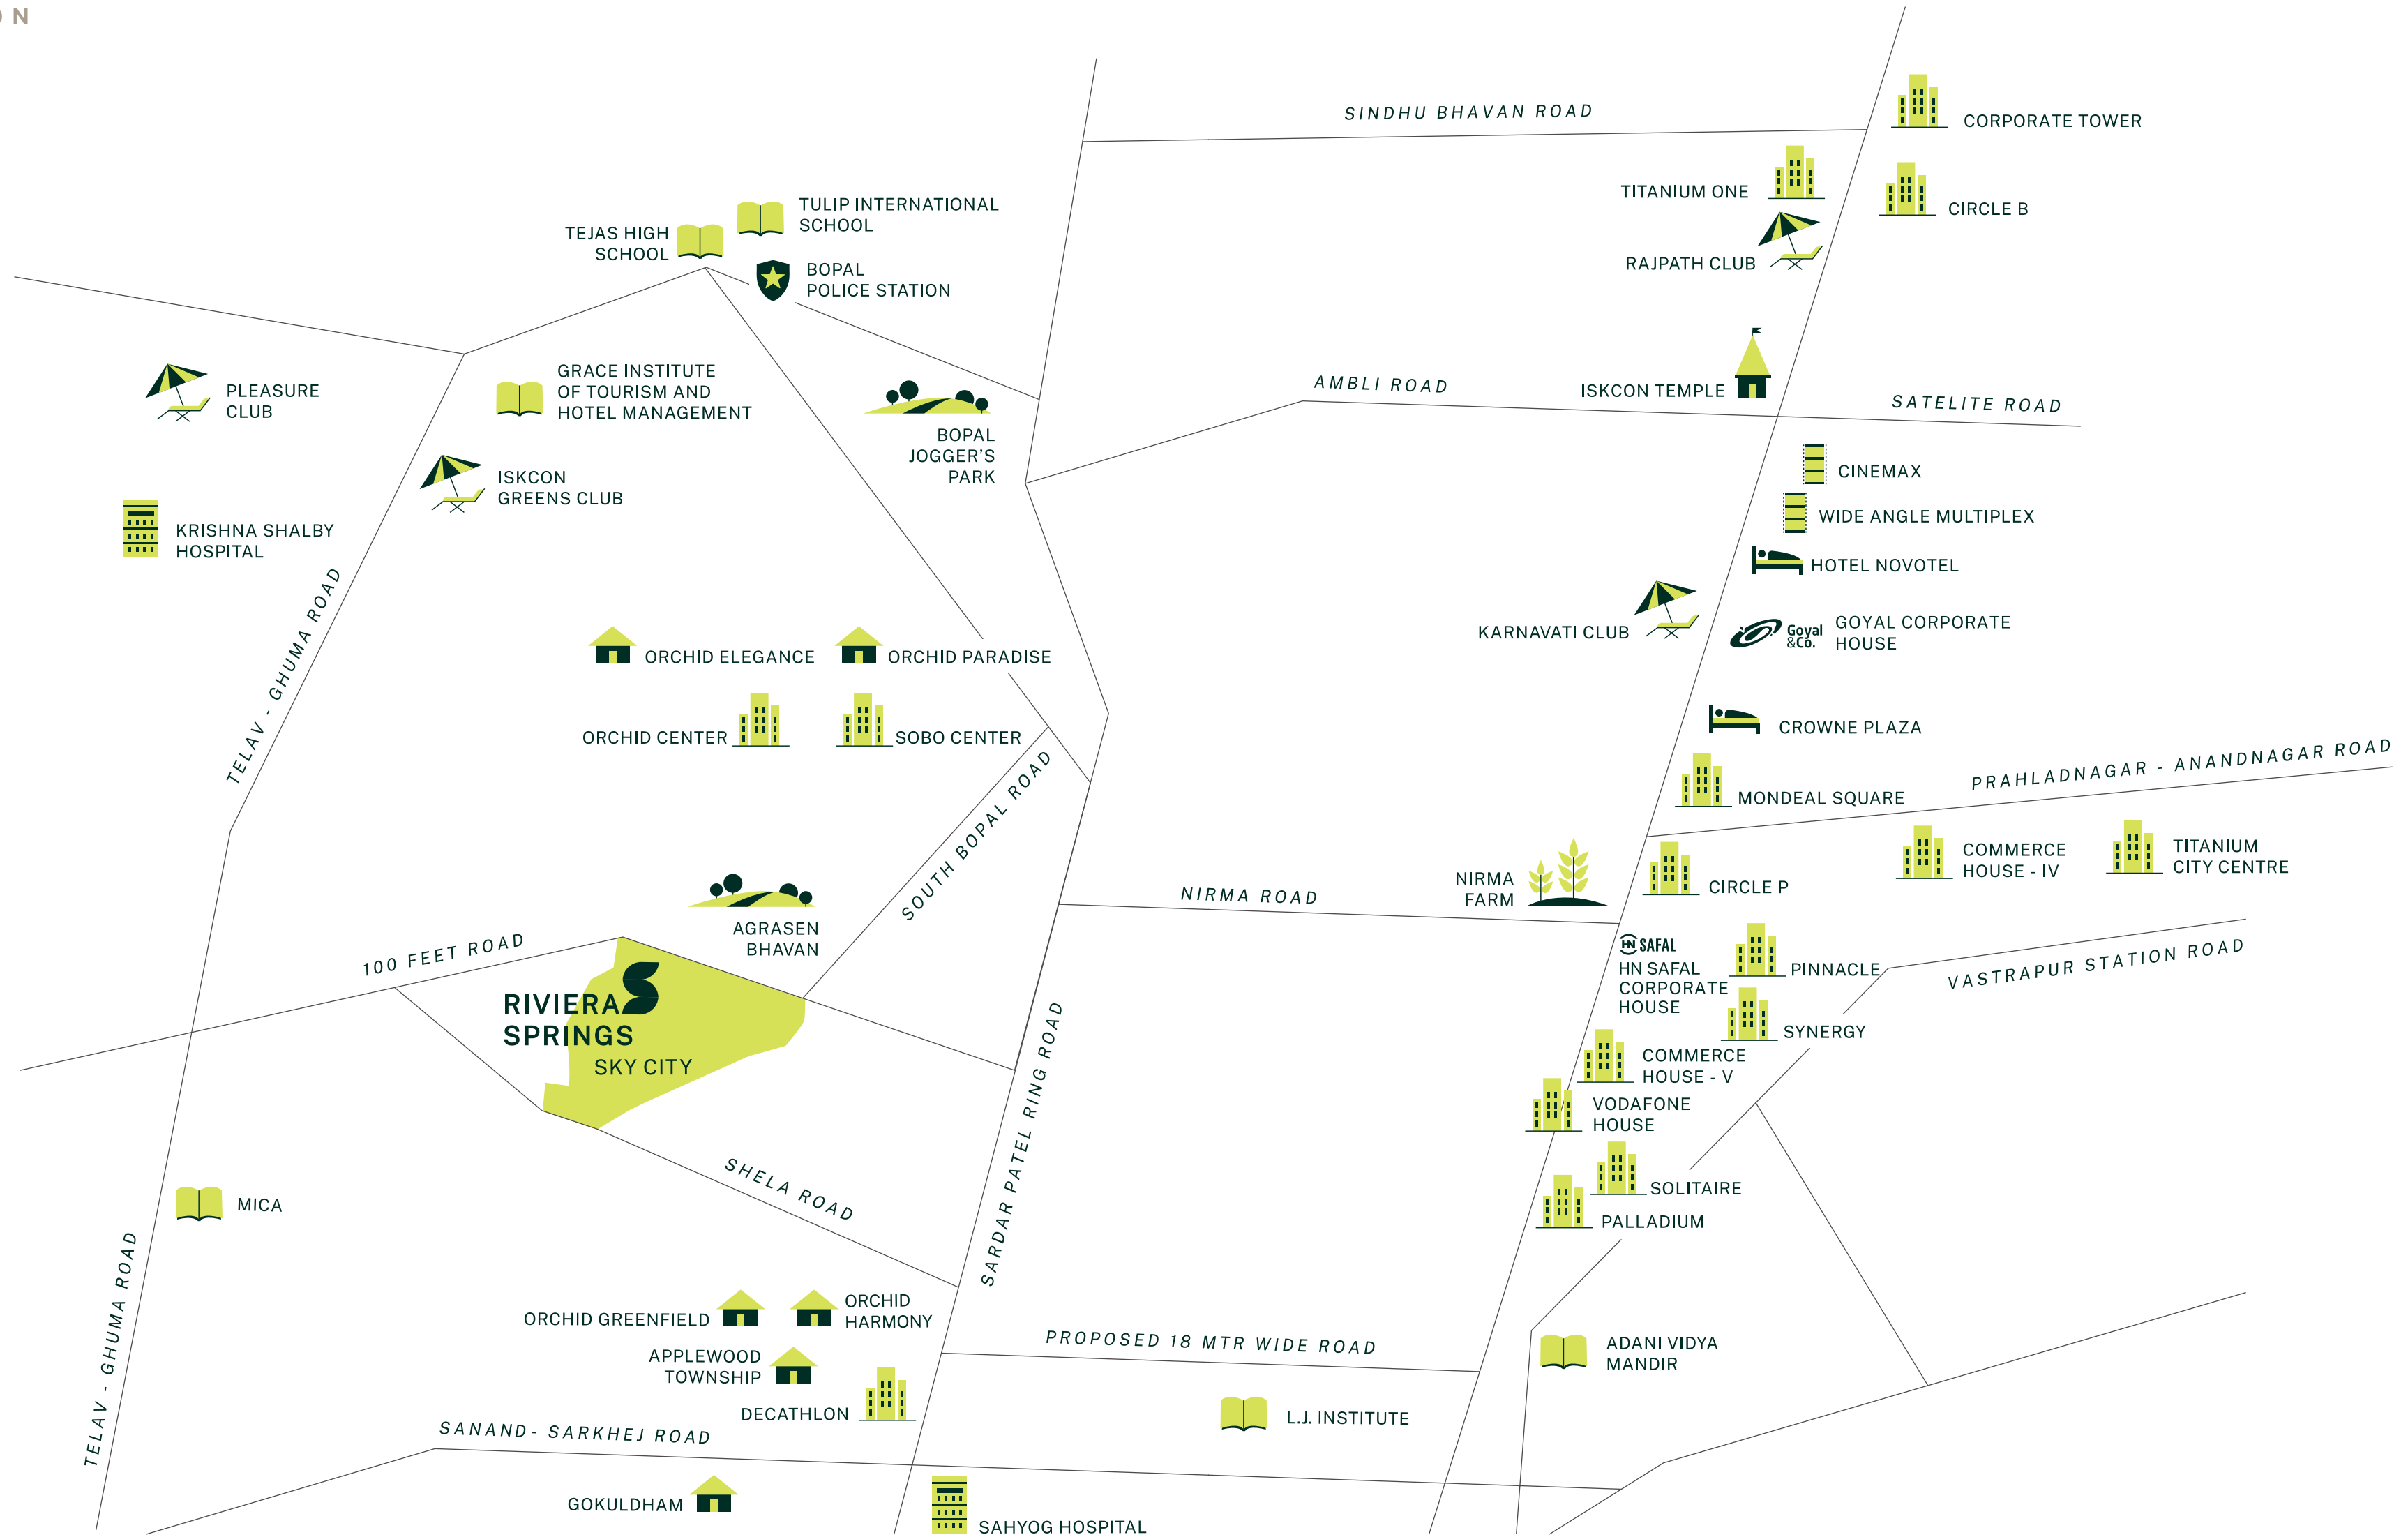 ON
SINDHU BHAVAN ROAD
CORPORATE TOWER
TITANIUM ONE
CIRCLE B
TULIP INTERNATIONAL
SCHOOL
TEJAS HIGH
SCHOOL
RAJPATH CLUB
BOPAL
POLICE STATION
PLEASURE
CLUB
GRACE INSTITUTE
OF TOURISM AND
HOTEL MANAGEMENT
AMBLI ROAD
ISKCON TEMPLE
SATELITE ROAD
BOPAL
JOGGER'S
PARK
CINEMAX
ISKCON
GREENS CLUB
WIDE ANGLE MULTIPLEX
KRISHNA SHALBY
HOSPITAL
HOTEL NOVOTEL
TELAV - GHUMA ROAD
KARNAVATI CLUB
Goyal
&Co.
GOYAL CORPORATE
HOUSE
ORCHID ELEGANCE
ORCHID PARADISE
ORCHID CENTER
SOBO CENTER
CROWNE PLAZA
PRAHLADNAGAR - ANANDNAGAR ROAD
MONDEAL SQUARE
SOUTH BOPAL ROAD
COMMERCE
HOUSE - IV
TITANIUM
CITY CENTRE
NIRMA
FARM
CIRCLE P
NIRMA ROAD
AGRASEN
BHAVAN
100 FEET ROAD
HN SAFAL
HN SAFAL
CORPORATE
HOUSE
PINNACLE
VASTRAPUR STATION ROAD
RIVIERA
SPRINGS
SKY CITY
SYNERGY
COMMERCE
HOUSE - V
VODAFONE
HOUSE
SARDAR PATEL RING ROAD
SHELA ROAD
SOLITAIRE
PALLADIUM
MICA
TELAV - GHUMA ROAD
ORCHID GREENFIELD
ORCHID
HARMONY
PROPOSED 18 MTR WIDE ROAD
ADANI VIDYA
MANDIR
APPLEWOOD
TOWNSHIP
DECATHLON
L.J. INSTITUTE
SANAND- SARKHEJ ROAD
GOKULDHAM
SAHYOG HOSPITAL